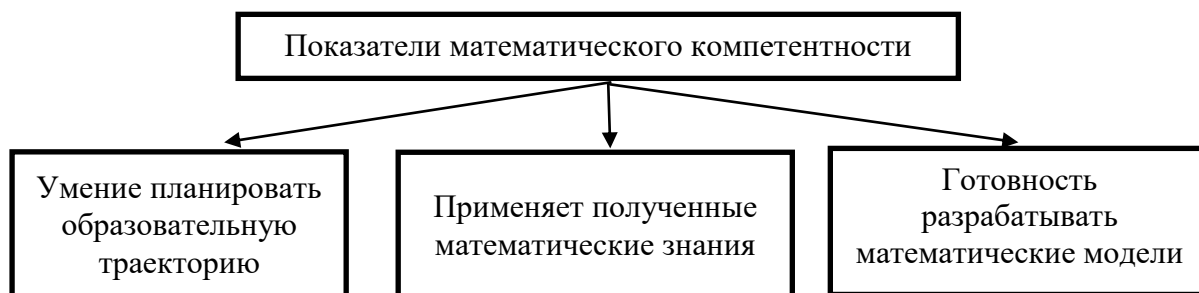 Показатели математического компетентности
Умение планировать
образовательную
траекторию
Применяет полученные
математические знания
Готовность
разрабатывать
математические модели